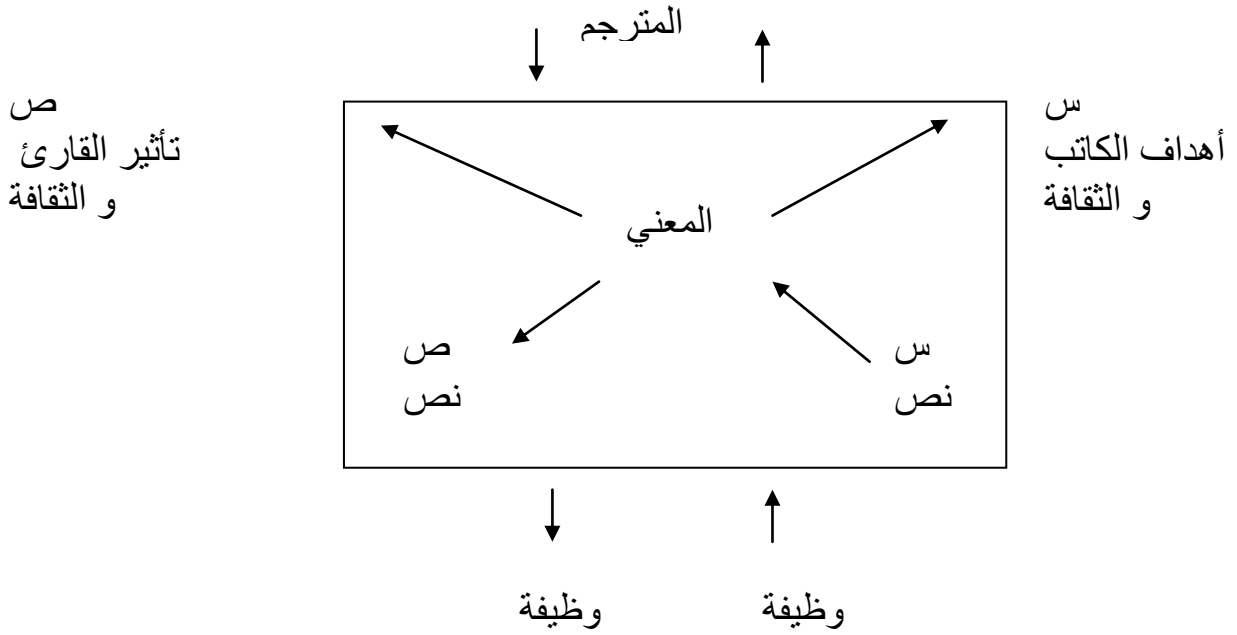 المترجم
س
أهداف الكاتب
و الثقافة
ص
تأثير القارئ
و الثقافة
المعني
س
نص
ص
نص
وظيفة
وظيفة